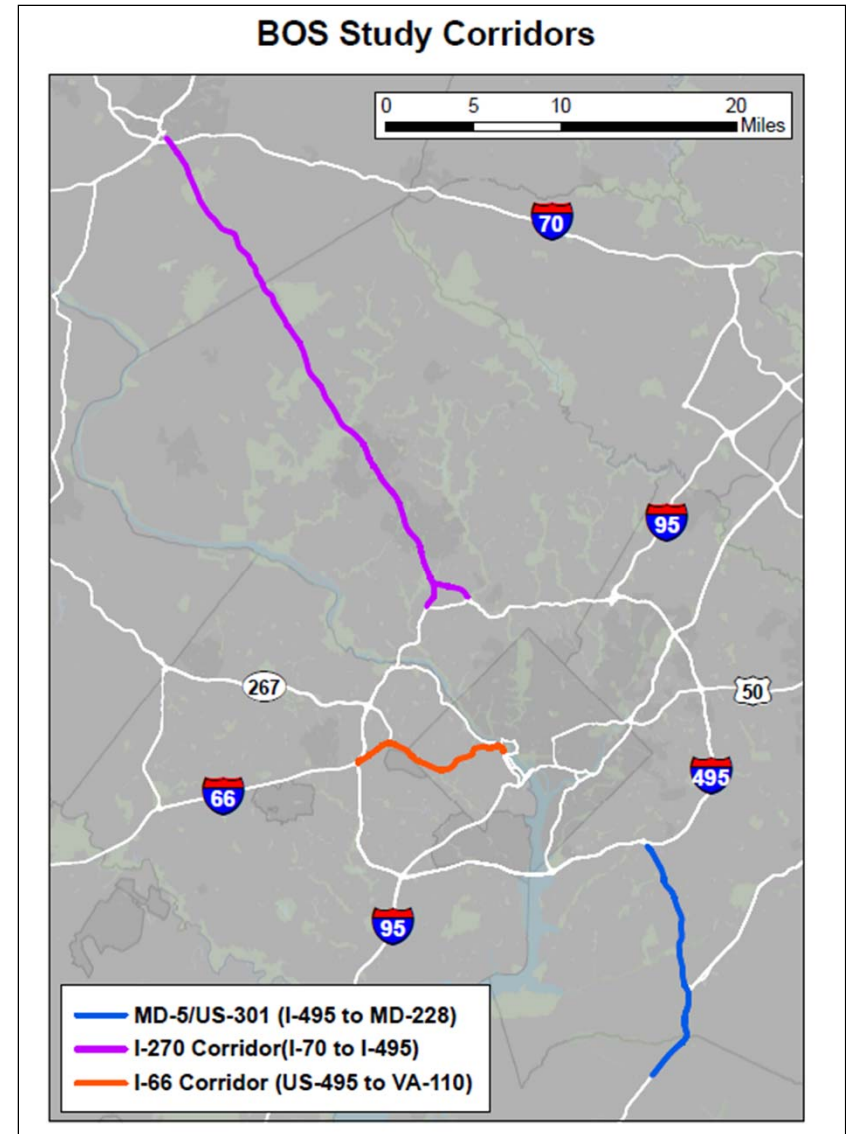 BOS Study Corridors
0 5 10 20
Miles
70
95
267
50
66
495
95
MD-5/US-301 (I-495 to MD-228)
I-270 Corridor(I-70 to I-495)
I-66 Corridor (US-495 to VA-110)